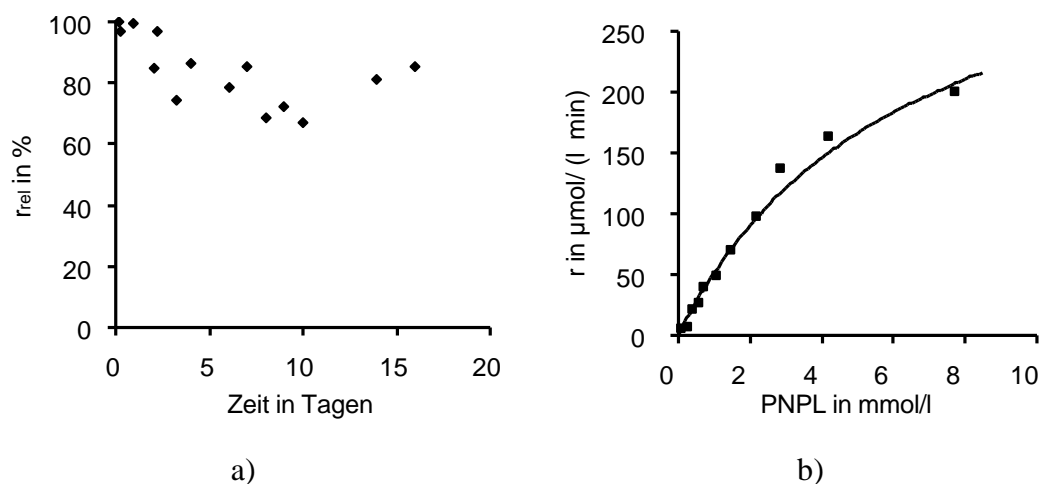 100
80
60
40
20
0
r_rel in %
0 5 10 15 20
Zeit in Tagen
a)
250
200
150
100
50
0
r in µmol/ (l min)
0 2 4 6 8 10
PNPL in mmol/l
b)